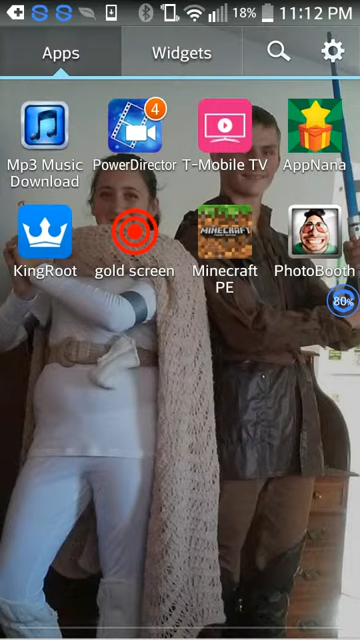 18% 11:12 PM
Apps
Widgets
4
Mp3 Music
Download
PowerDirector
T-Mobile TV
AppNana
MINECRAFT
KingRoot
gold screen
Minecraft
PE
PhotoBooth
80%